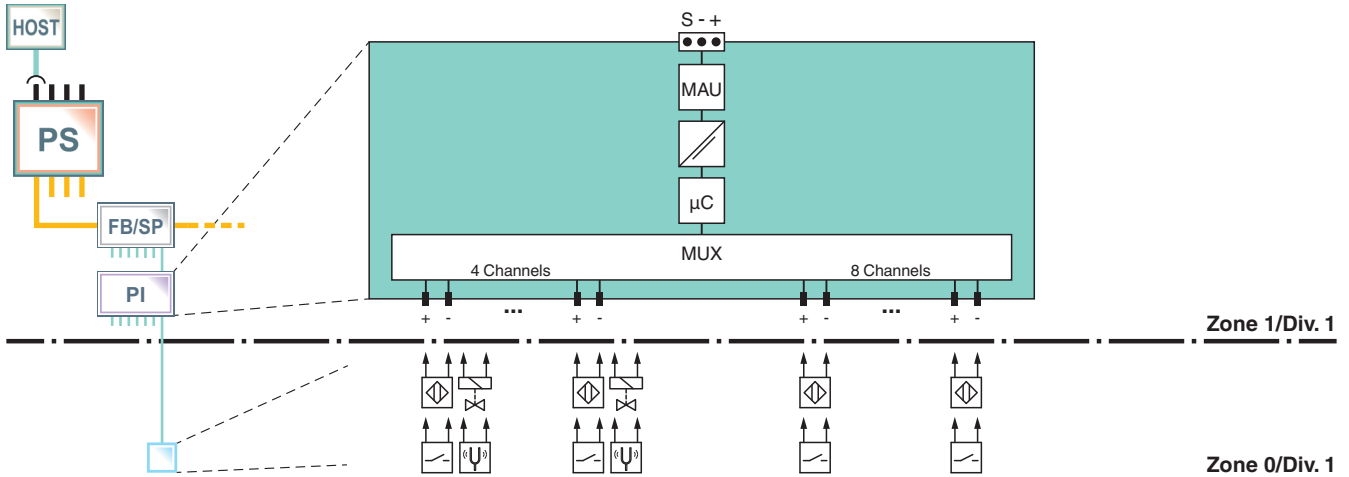 HOST
S - +
MAU
PS
µC
FB/SP
MUX
4 Channels
8 Channels
PI
+ - ... + - + - ... + -
Zone 1/Div. 1
Zone 0/Div. 1